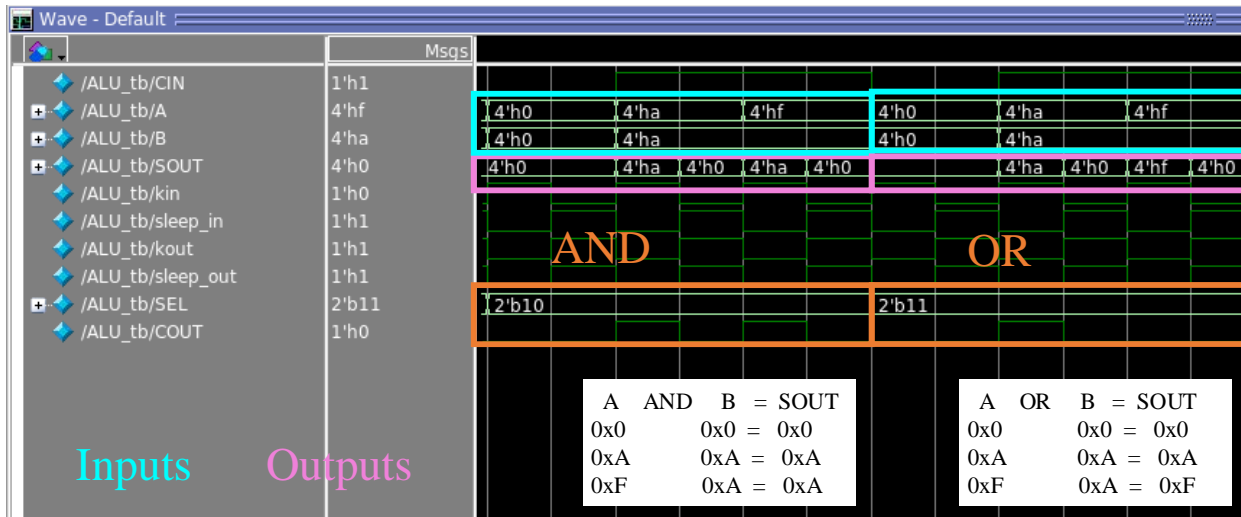 Wave - Default
Msgs
/ALU_tb/CIN 1'h1
/ALU_tb/A 4'hf 4'h0 4'ha 4'hf 4'h0 4'ha 4'hf
/ALU_tb/B 4'ha 4'h0 4'ha 4'h0 4'ha
/ALU_tb/SOUT 4'h0 4'h0 4'ha 4'h0 4'ha 4'h0 4'ha 4'h0 4'hf 4'h0
/ALU_tb/kin 1'h0
/ALU_tb/sleep_in 1'h1
/ALU_tb/kout 1'h1
AND OR
/ALU_tb/sleep_out 1'h1
/ALU_tb/SEL 2'b11 2'b10 2'b11
/ALU_tb/COUT 1'h0
A AND B = SOUT
0x0 0x0 = 0x0
0xA 0xA = 0xA
0xF 0xA = 0xA
A OR B = SOUT
0x0 0x0 = 0x0
0xA 0xA = 0xA
0xF 0xA = 0xF
Inputs Outputs